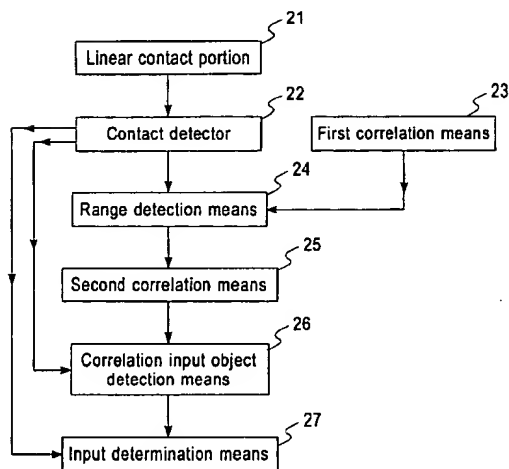 21
Linear contact portion
22
23
Contact detector
First correlation means
24
Range detection means
25
Second correlation means
26
Correlation input object
detection means
27
Input determination means